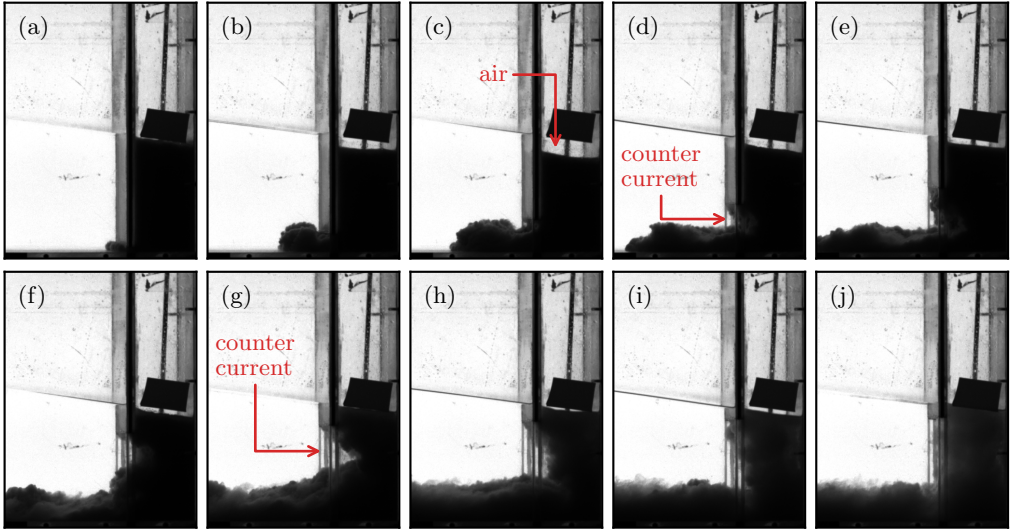 (a)
(b)
(c)
(d)
(e)
air
counter
current
(f)
(g)
(h)
(i)
(j)
counter
current